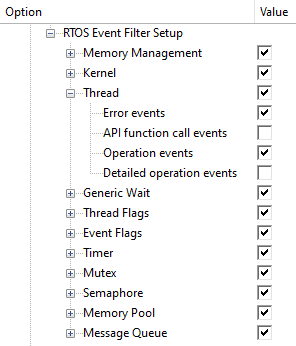 Option Value
RTOS Event Filter Setup
Memory Management
Kernel
Thread
Error events
API function call events
Operation events
Detailed operation events
Generic Wait
Thread Flags
Event Flags
Timer
Mutex
Semaphore
Memory Pool
Message Queue